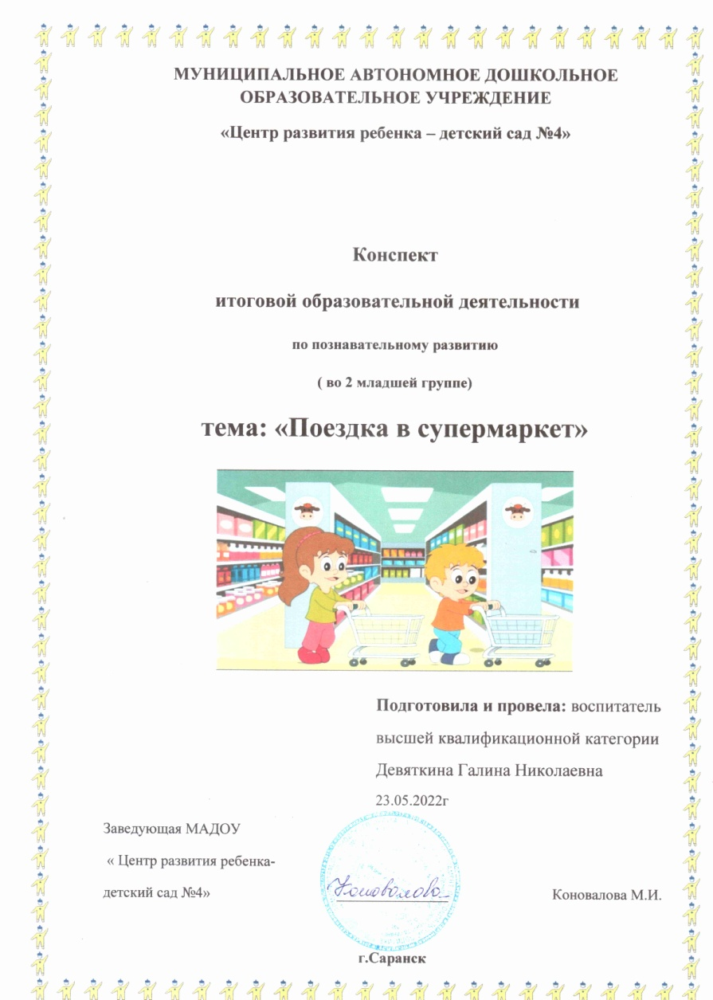 МУНИЦИПАЛЬНОЕ АВТОНОМНОЕ ДОШКОЛЬНОЕ
ОБРАЗОВАТЕЛЬНОЕ УЧРЕЖДЕНИЕ
«Центр развития ребенка – детский сад №4»
Конспект
итоговой образовательной деятельности
по познавательному развитию
( во 2 младшей группе)
тема: «Поездка в супермаркет»
Подготовила и провела: воспитатель
высшей квалификационной категории
Девяткина Галина Николаевна
23.05.2022г
Заведующая МАДОУ
« Центр развития ребенка-
детский сад №4»
Коновалова
Коновалова М.И.
г.Саранск